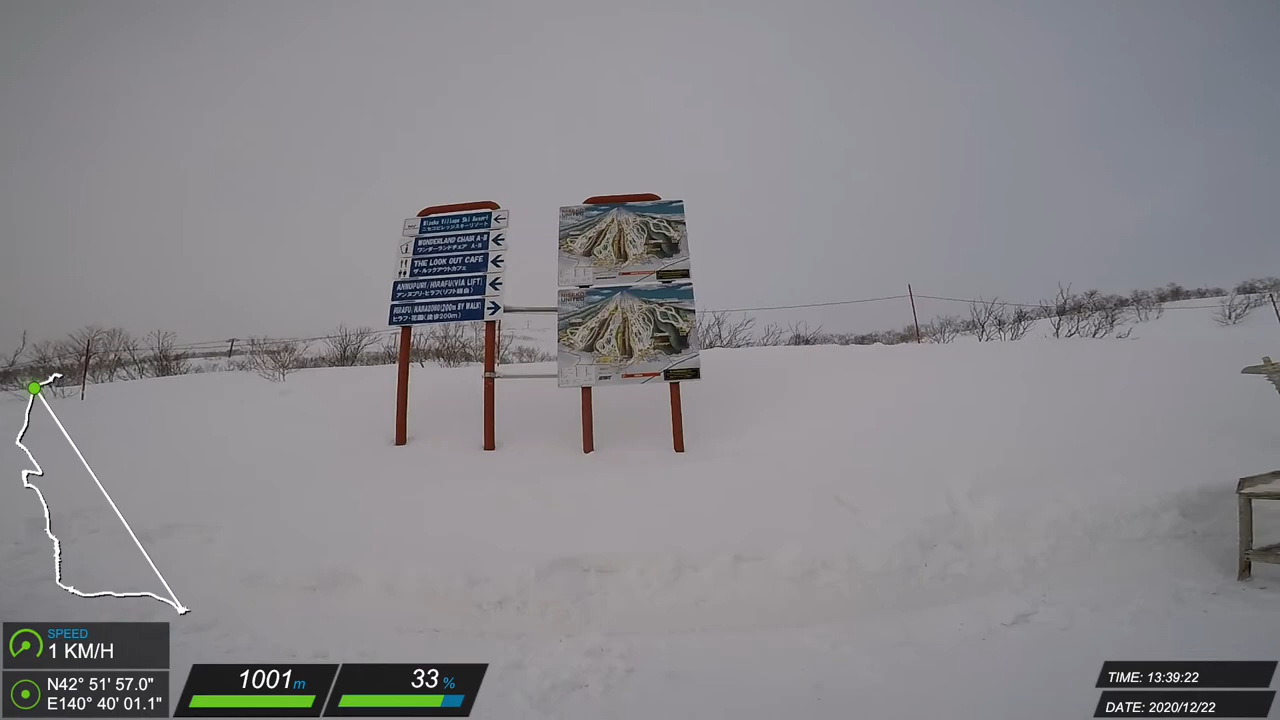 Niseko Village Ski Resort
ニセコビレッジスキーリゾート
WONDERLAND CHAIR A-B
ワンダーランドチェア A・B
THE LOOK OUT CAFE
ザ・ルックアウトカフェ
ANNUPURI/HIRAFU(VIA LIFT)
アンヌプリ・ヒラフ(リフト経由)
HIRAFU/HANAZONO(200m BY WALK)
ヒラフ・花園(徒歩200m)
NISEKO
UNITED
NISEKO
UNITED
SPEED
1 KM/H
N42° 51' 57.0"
E140° 40' 01.1"
1001m
33 %
TIME: 13:39:22
DATE: 2020/12/22